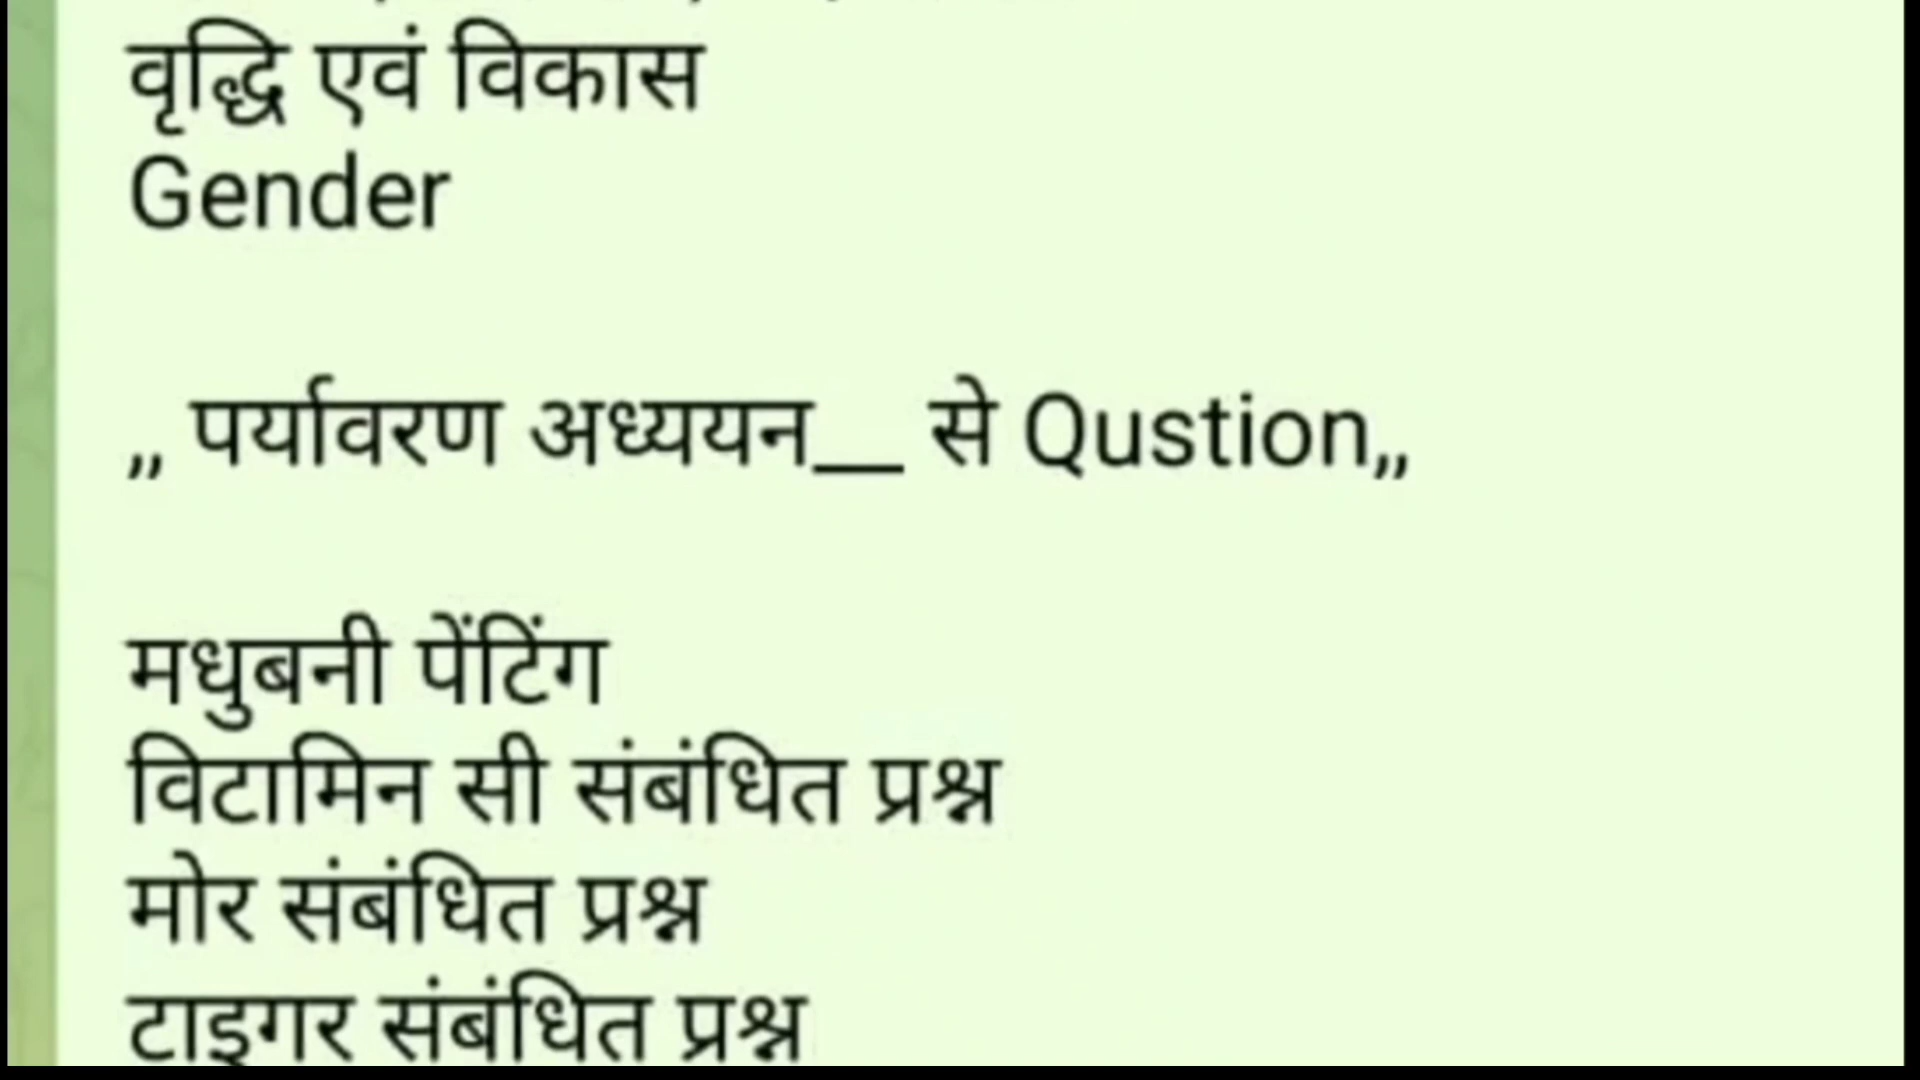 वृद्धि एवं विकास
Gender
,, पर्यावरण अध्ययन__ से Qustion,,
मधुबनी पेंटिंग
विटामिन सी संबंधित प्रश्न
मोर संबंधित प्रश्न
टाइगर संबंधित प्रश्न